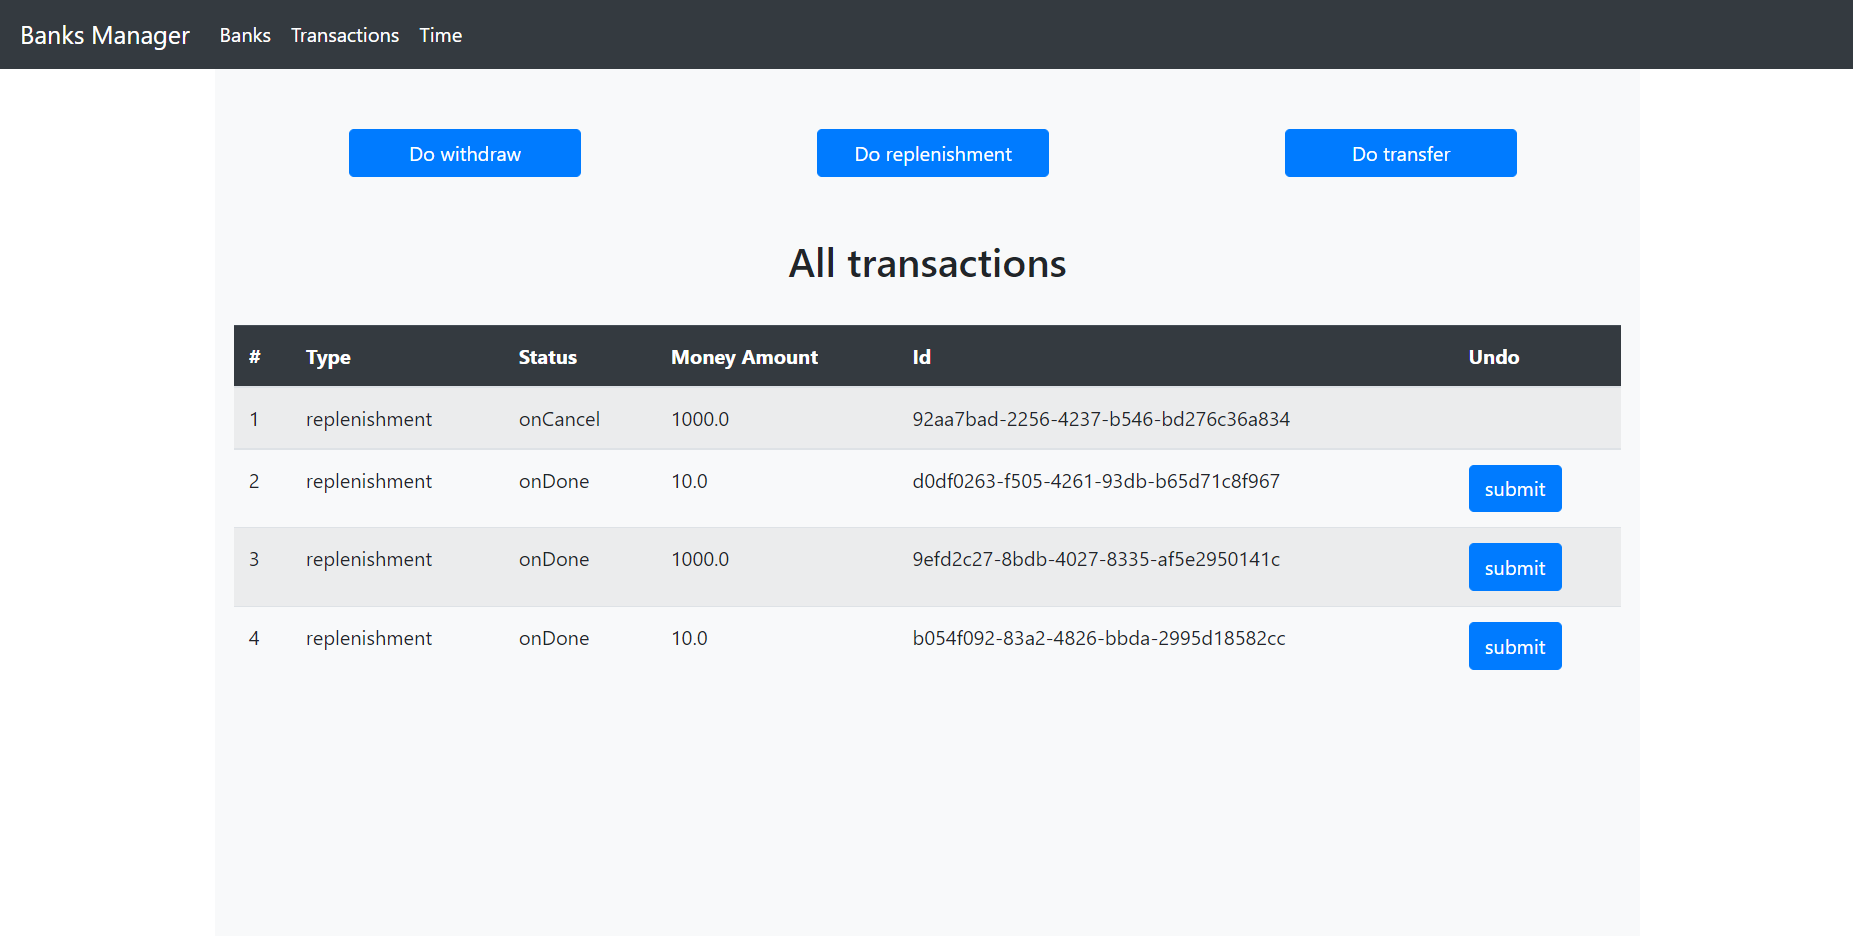 Banks Manager Banks Transactions Time
Do withdraw Do replenishment Do transfer
All transactions
# Type Status Money Amount Id Undo
1 replenishment onCancel 1000.0 92aa7bad-2256-4237-b546-bd276c36a834
2 replenishment onDone 10.0 d0df0263-f505-4261-93db-b65d71c8f967 submit
3 replenishment onDone 1000.0 9efd2c27-8bdb-4027-8335-af5e2950141c submit
4 replenishment onDone 10.0 b054f092-83a2-4826-bbda-2995d18582cc submit